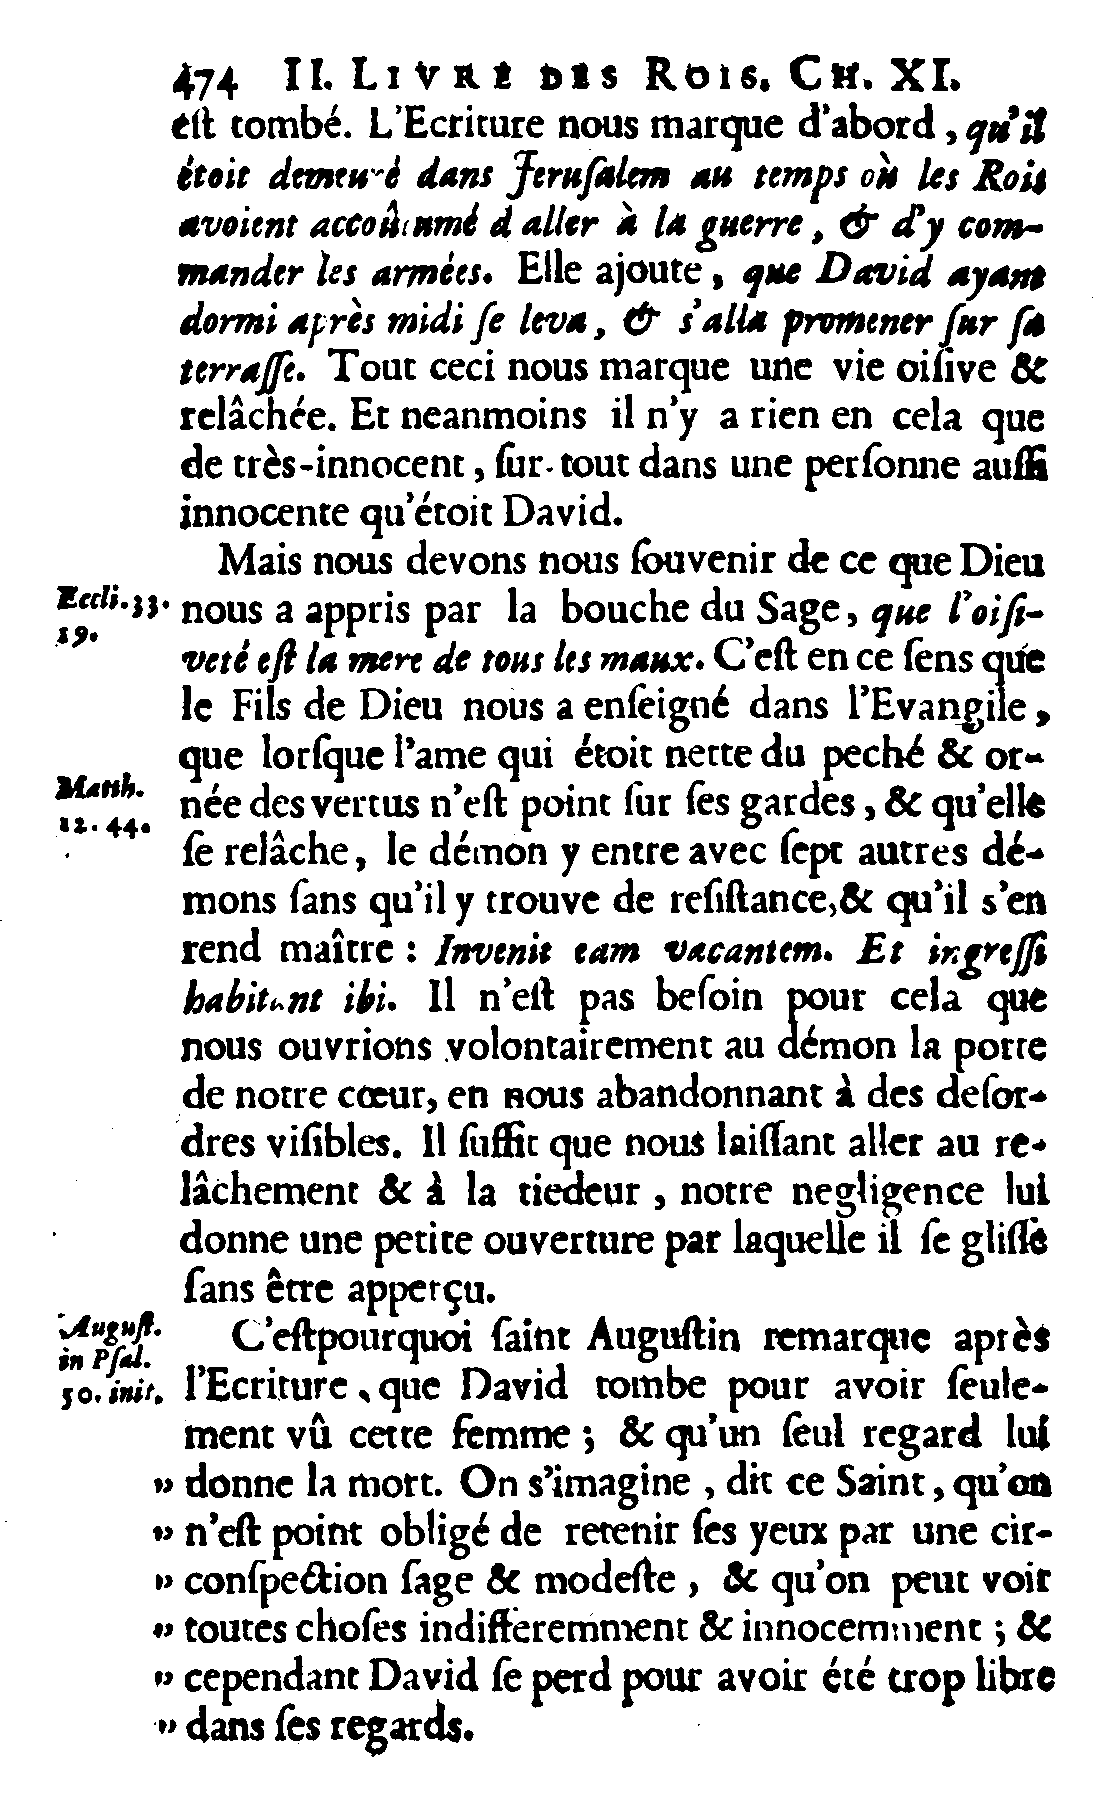 474 II. LIVRE DES ROIS. CH. XI.
est tombé. L'Ecriture nous marque d'abord, qu'il
étoit demeuré dans Jeruſalem au temps où les Rois
avoient accoûtumé d'aller à la guerre, & d'y com-
mander les armées. Elle ajoute, que David ayant
dormi après midi ſe leva, & s'alla promener ſur ſa
terraſſe. Tout ceci nous marque une vie oiſive &
relâchée. Et neanmoins il n'y a rien en cela que
de très-innocent, ſur-tout dans une perſonne auſſi
innocente qu'étoit David.
Mais nous devons nous ſouvenir de ce que Dieu
Eccli. 33.
29.
nous a appris par la bouche du Sage, que l'oiſi-
veté eſt la mere de tous les maux. C'eſt en ce ſens que
le Fils de Dieu nous a enſeigné dans l'Evangile,
que lorſque l'ame qui étoit nette du peché & or-
Matth.
12. 44.
née des vertus n'eſt point ſur ſes gardes, & qu'elle
ſe relâche, le démon y entre avec ſept autres dé-
mons ſans qu'il y trouve de reſiſtance, & qu'il s'en
rend maître : Invenit eam vacantem. Et ingreſſi
habitant ibi. Il n'eſt pas beſoin pour cela que
nous ouvrions volontairement au démon la porte
de notre cœur, en nous abandonnant à des deſor-
dres viſibles. Il ſuffit que nous laiſſant aller au re-
lâchement & à la tiedeur, notre negligence lui
donne une petite ouverture par laquelle il ſe gliſſe
ſans être apperçu.
Auguſt.
in Pſal.
50. init.
C'eſtpourquoi ſaint Auguſtin remarque après
l'Ecriture, que David tombe pour avoir ſeule-
ment vû cette femme ; & qu'un ſeul regard lui
" donne la mort. On s'imagine, dit ce Saint, qu'on
" n'eſt point obligé de retenir ſes yeux par une cir-
" conſpection ſage & modeſte, & qu'on peut voir
" toutes choſes indifferemment & innocemment ; &
" cependant David ſe perd pour avoir été trop libre
" dans ſes regards.